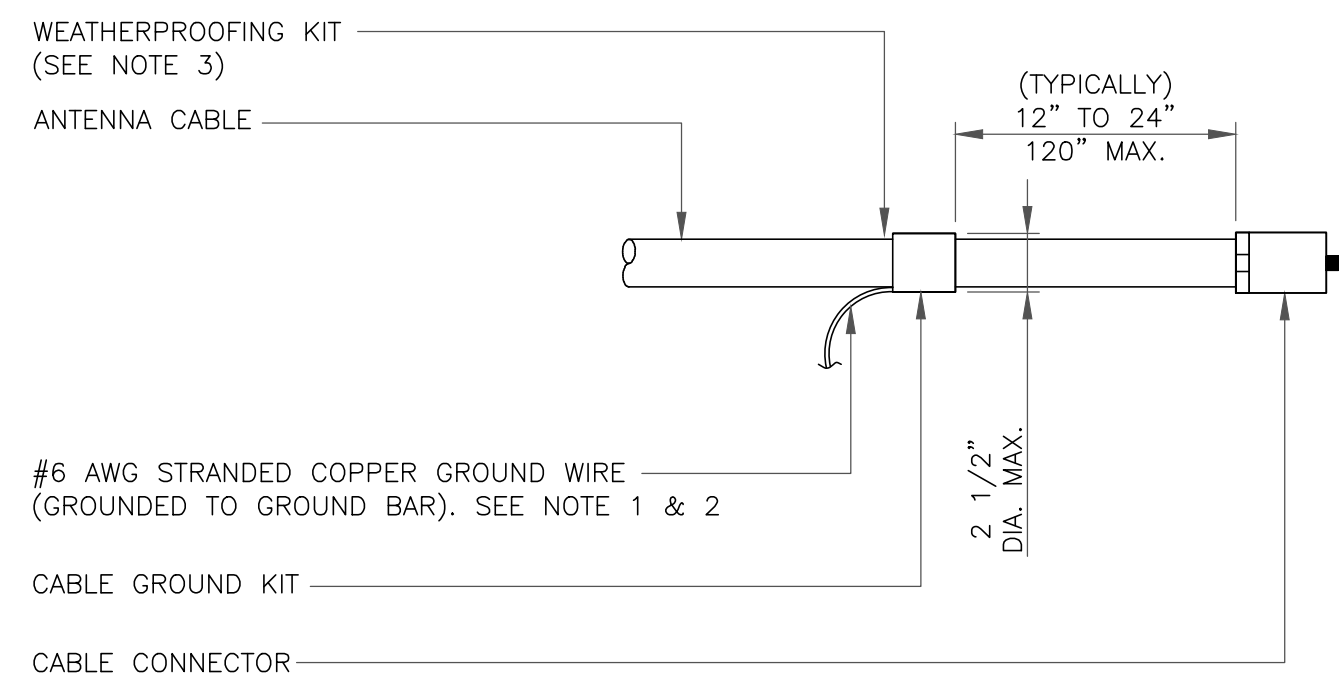 WEATHERPROOFING KIT
(SEE NOTE 3)
ANTENNA CABLE
(TYPICALLY)
12” TO 24”
120” MAX.
2 1/2”
DIA. MAX.
#6 AWG STRANDED COPPER GROUND WIRE
(GROUNDED TO GROUND BAR). SEE NOTE 1 & 2
CABLE GROUND KIT
CABLE CONNECTOR